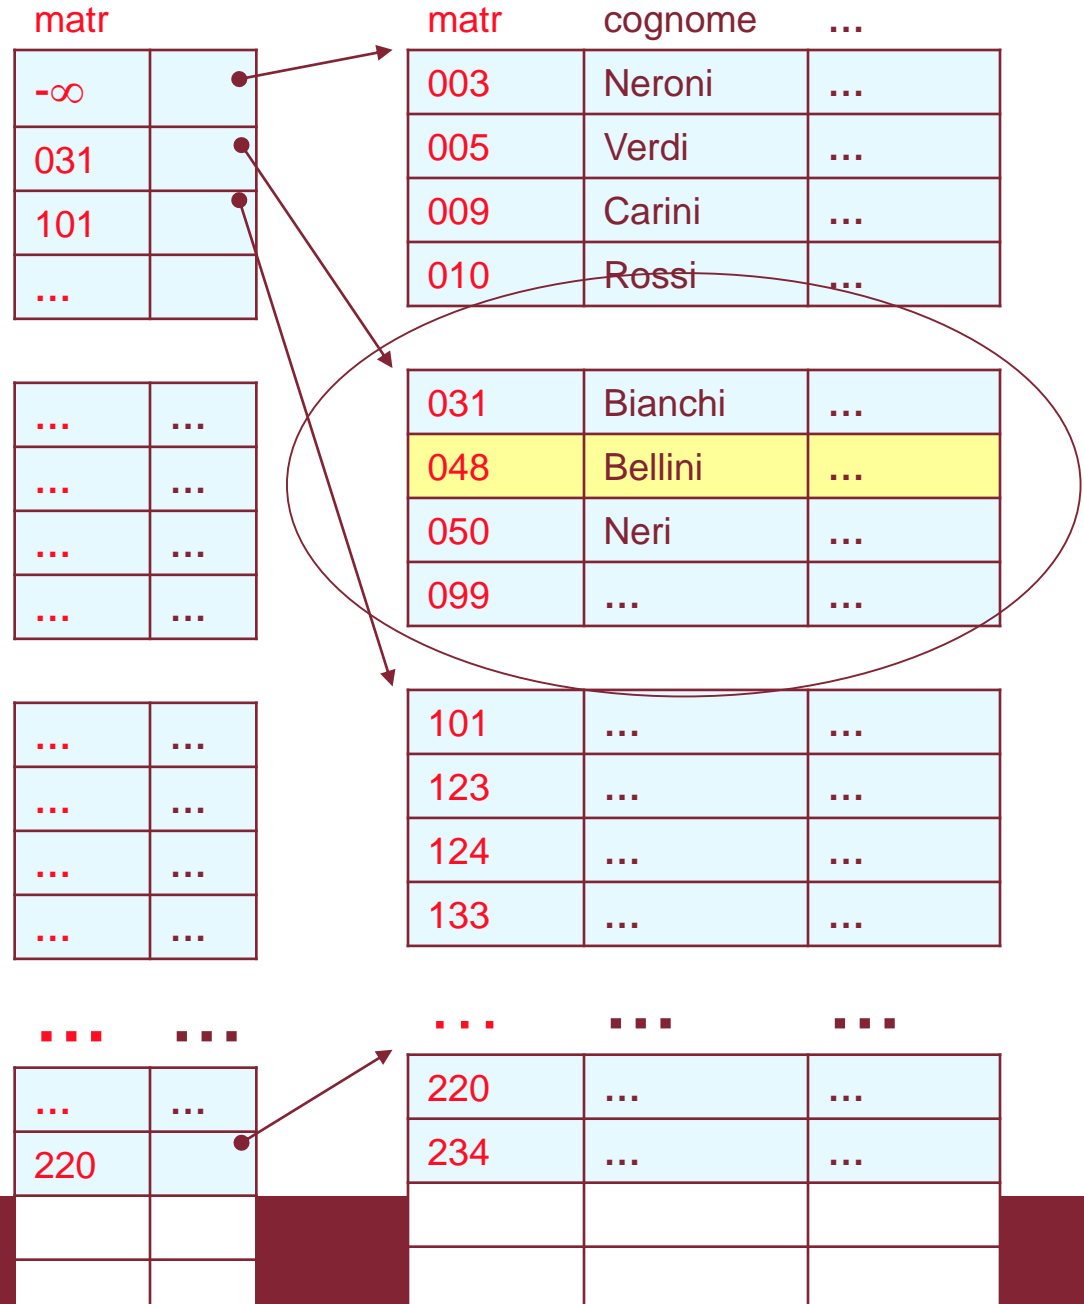 matr matr cognome ...
-∞ 003 Neroni ...
031 005 Verdi ...
101 009 Carini ...
... 010 Rossi ...
... ... 031 Bianchi ...
... ... 048 Bellini ...
... ... 050 Neri ...
... ... 099 ... ...
... ... 101 ... ...
... ... 123 ... ...
... ... 124 ... ...
... ... 133 ... ...
... ... ... ... ...
... ... 220 ... ...
220 234 ... ...